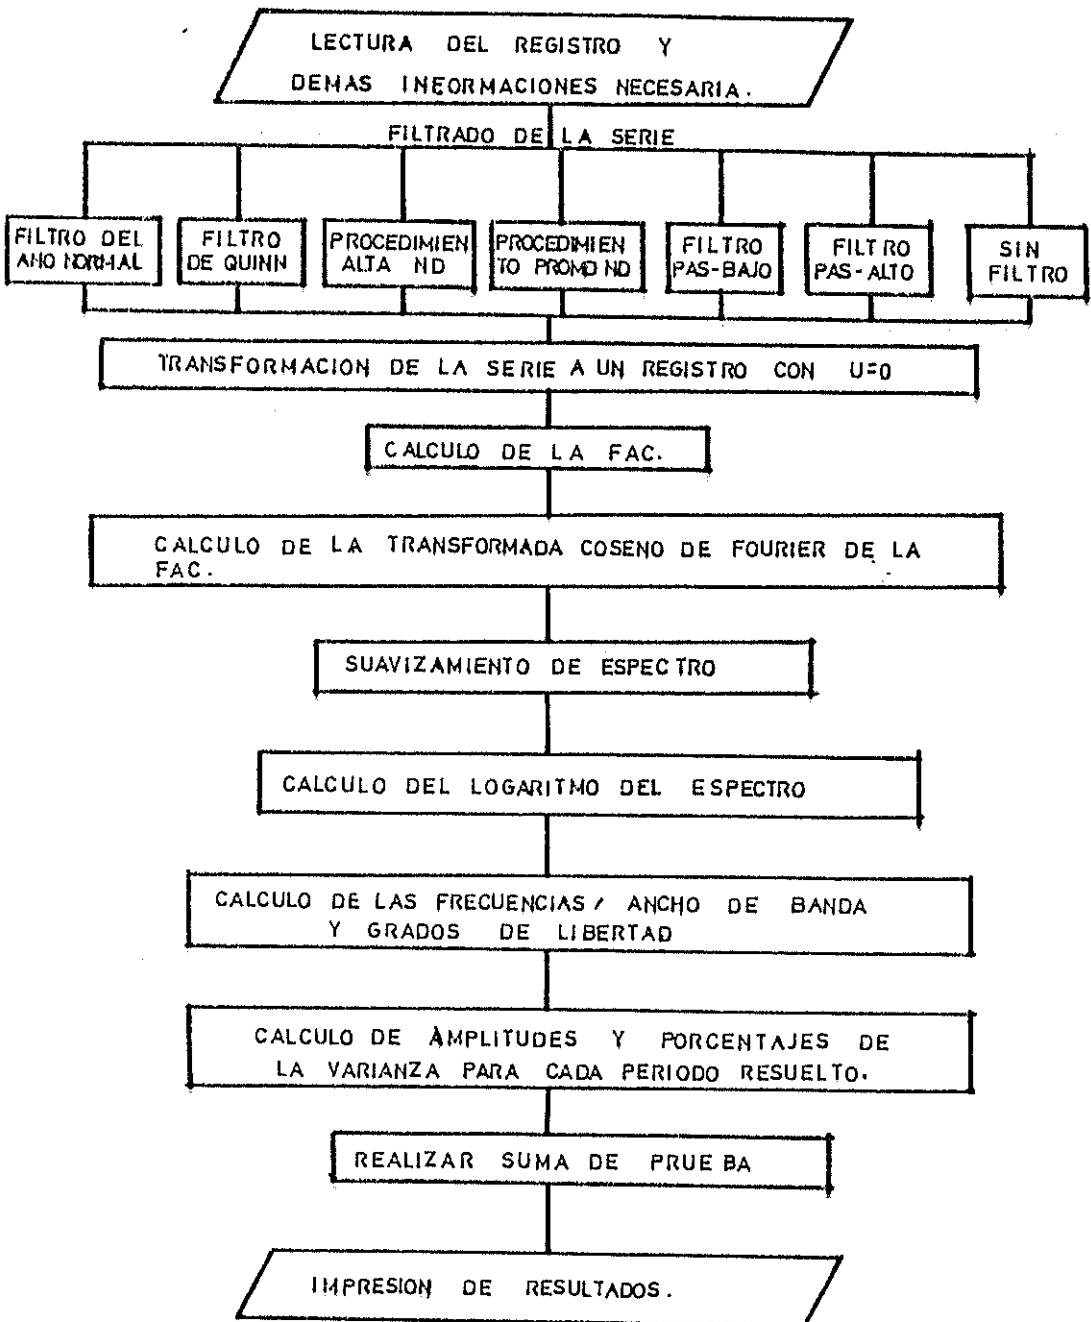 LECTURA DEL REGISTRO Y
DEMAS INFORMACIONES NECESARIA.
FILTRADO DE LA SERIE
FILTRO DEL
ANO NORMAL
FILTRO
DE QUINN
PROCEDIMIEN
ALTA ND
PROCEDIMIEN
TO PROMD ND
FILTRO
PAS-BAJO
FILTRO
PAS-ALTO
SIN
FILTRO
TRANSFORMACION DE LA SERIE A UN REGISTRO CON U=0
CALCULO DE LA FAC.
CALCULO DE LA TRANSFORMADA COSENO DE FOURIER DE LA
FAC.
SUAVIZAMIENTO DE ESPECTRO
CALCULO DEL LOGARITMO DEL ESPECTRO
CALCULO DE LAS FRECUENCIAS / ANCHO DE BANDA
Y GRADOS DE LIBERTAD
CALCULO DE AMPLITUDES Y PORCENTAJES DE
LA VARIANZA PARA CADA PERIODO RESUELTO.
REALIZAR SUMA DE PRUEBA
IMPRESION DE RESULTADOS.